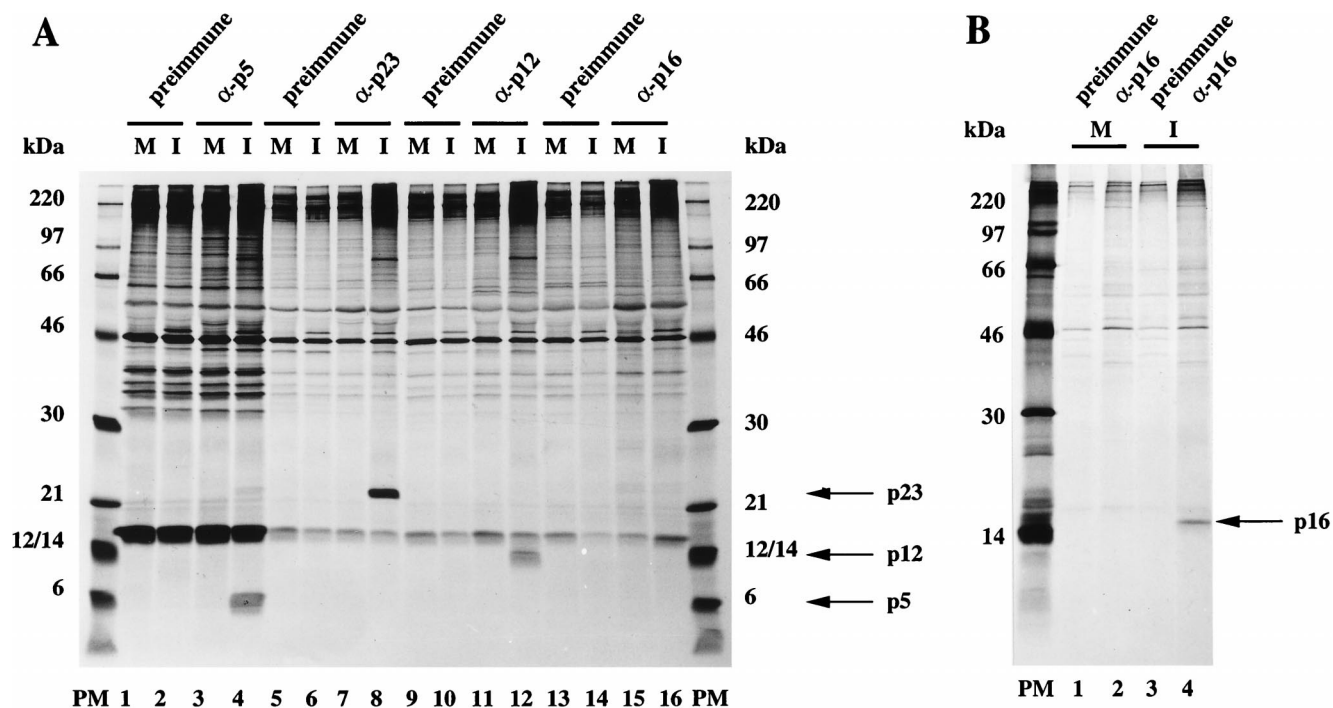 A
preimmune α-p5 preimmune α-p23 preimmune α-p12 preimmune α-p16
kDa M I M I M I M I M I M I M I M I kDa
220 220
97 97
66 66
46 46
30 30
21 21
12/14 12/14
6 6
p23
p12
p5
PM 1 2 3 4 5 6 7 8 9 10 11 12 13 14 15 16 PM
B
preimmune α-p16 preimmune α-p16
kDa M I
220
97
66
46
30
14
p16
PM 1 2 3 4